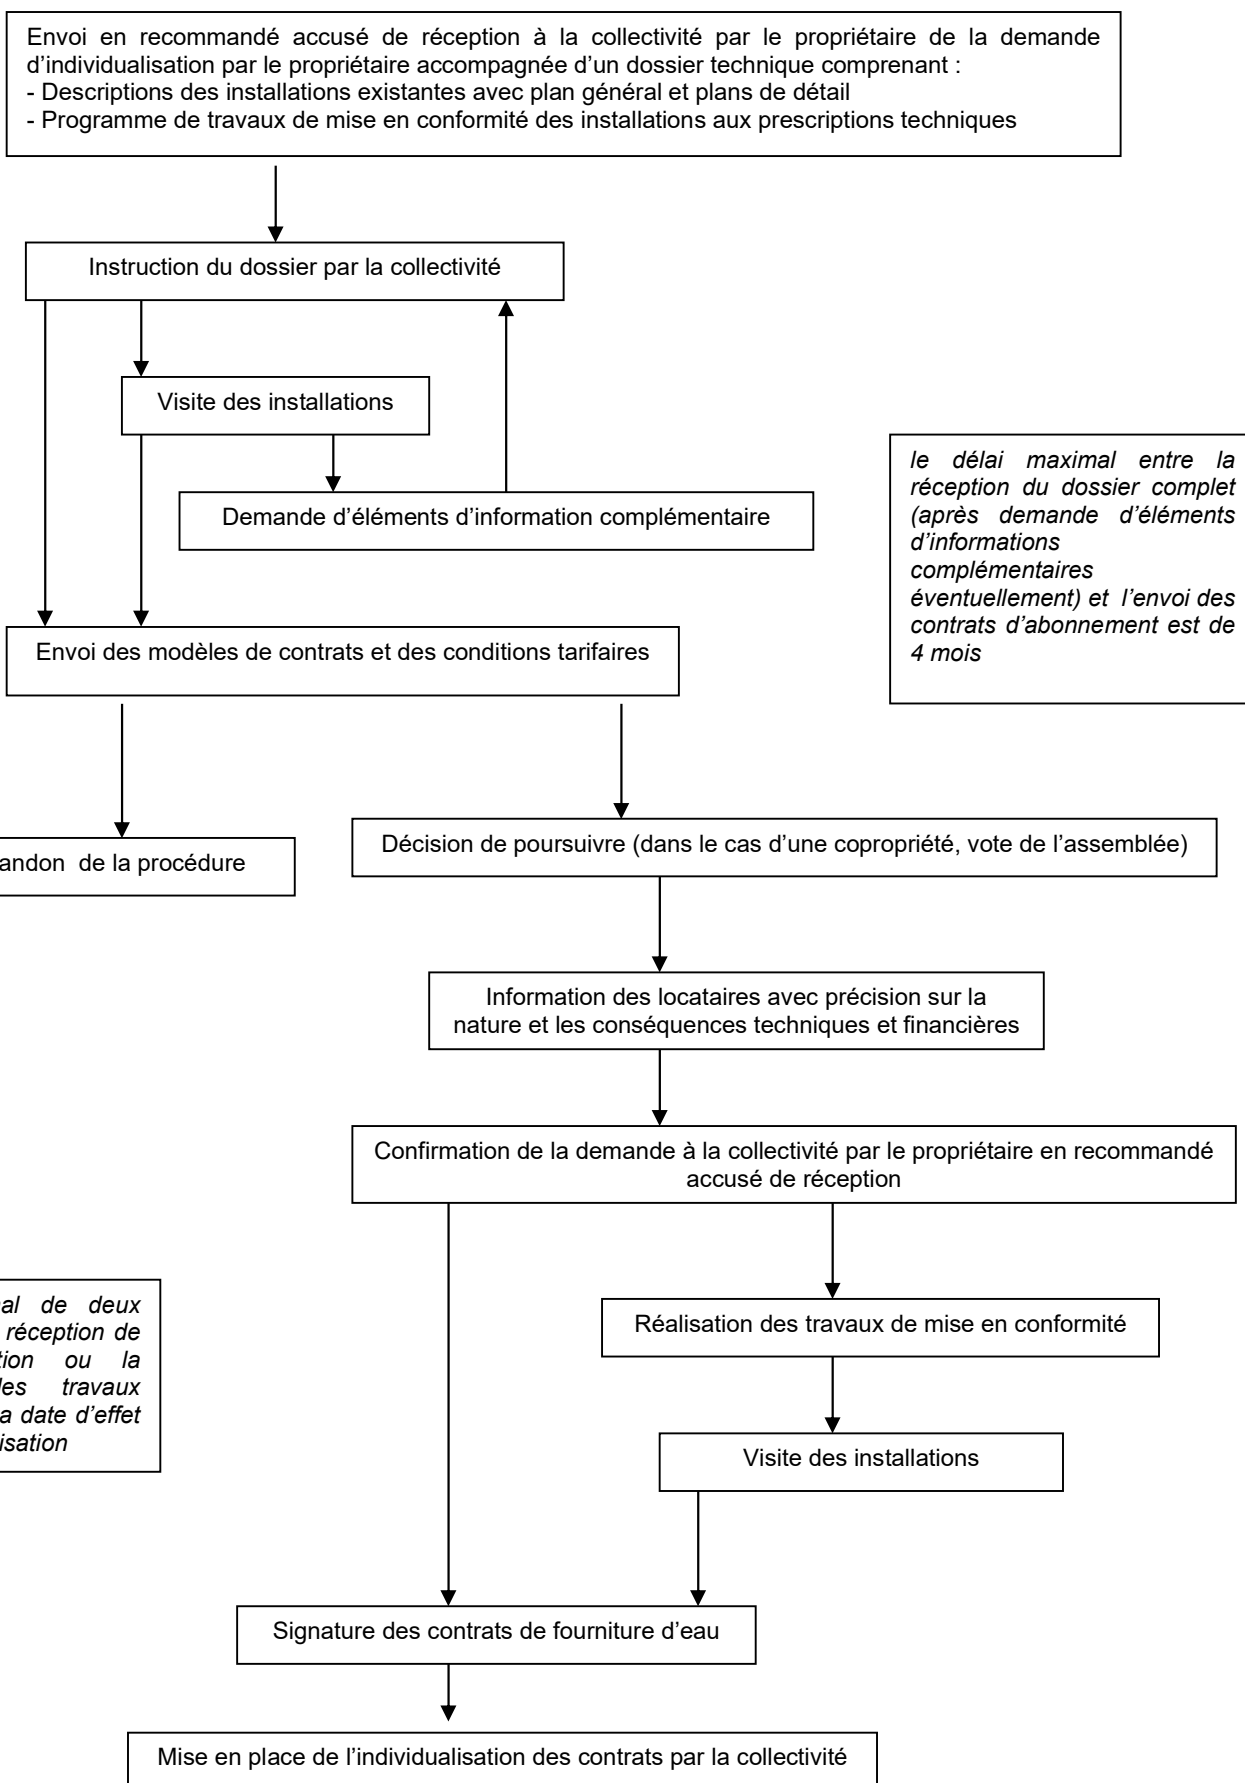 Envoi en recommandé accusé de réception à la collectivité par le propriétaire de la demande
d’individualisation par le propriétaire accompagnée d’un dossier technique comprenant :
- Descriptions des installations existantes avec plan général et plans de détail
- Programme de travaux de mise en conformité des installations aux prescriptions techniques
Instruction du dossier par la collectivité
Visite des installations
Demande d’éléments d’information complémentaire
le délai maximal entre la
réception du dossier complet
(après demande d’éléments
d’informations
complémentaires
éventuellement) et l’envoi des
contrats d’abonnement est de
4 mois
Envoi des modèles de contrats et des conditions tarifaires
andon de la procédure
Décision de poursuivre (dans le cas d’une copropriété, vote de l’assemblée)
Information des locataires avec précision sur la
nature et les conséquences techniques et financières
Confirmation de la demande à la collectivité par le propriétaire en recommandé
accusé de réception
al de deux
réception de
tion ou la
les travaux
a date d’effet
isation
Réalisation des travaux de mise en conformité
Visite des installations
Signature des contrats de fourniture d’eau
Mise en place de l’individualisation des contrats par la collectivité